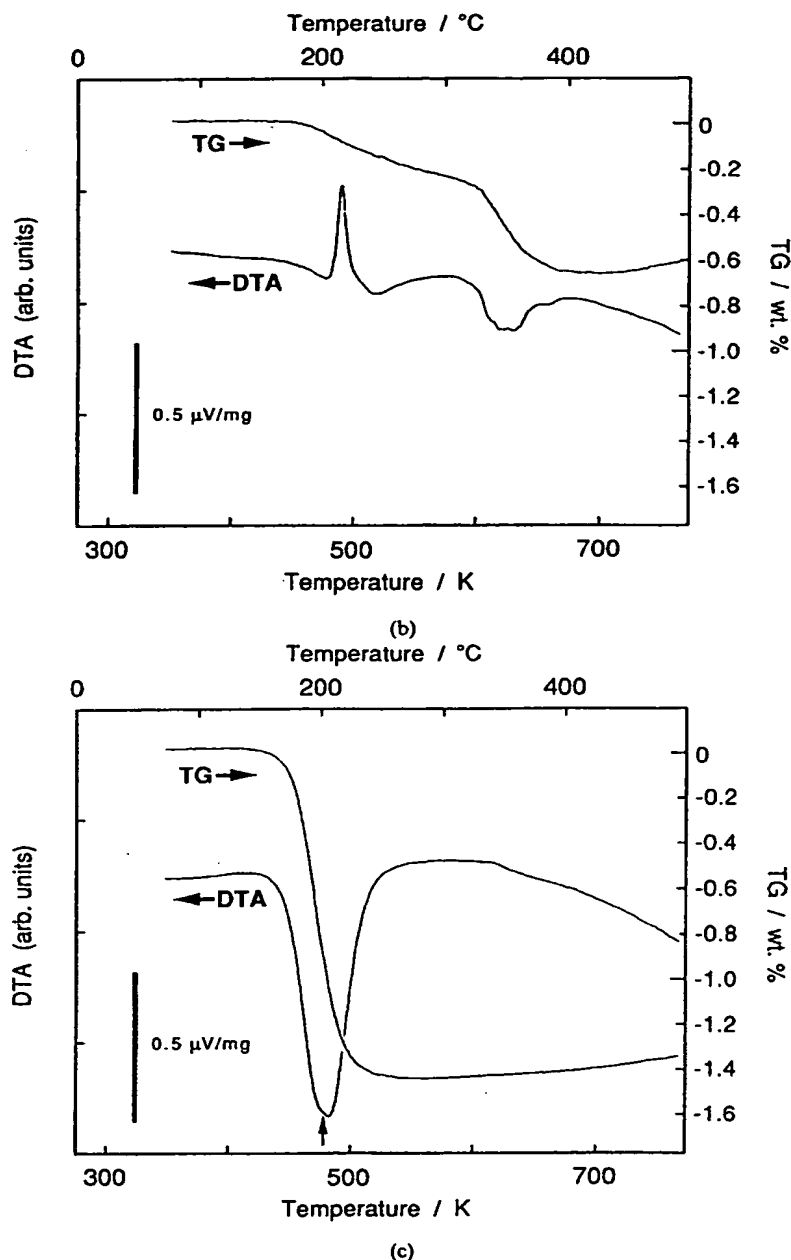 Temperature / °C
0 200 400
TG
DTA
0.5 μV/mg
DTA (arb. units)
0
-0.2
-0.4
-0.6
-0.8
-1.0
-1.2
-1.4
-1.6
TG / wt. %
300 500 700
Temperature / K
(b)
Temperature / °C
0 200 400
TG
DTA
0.5 μV/mg
DTA (arb. units)
0
-0.2
-0.4
-0.6
-0.8
-1.0
-1.2
-1.4
-1.6
TG / wt. %
300 500 700
Temperature / K
(c)